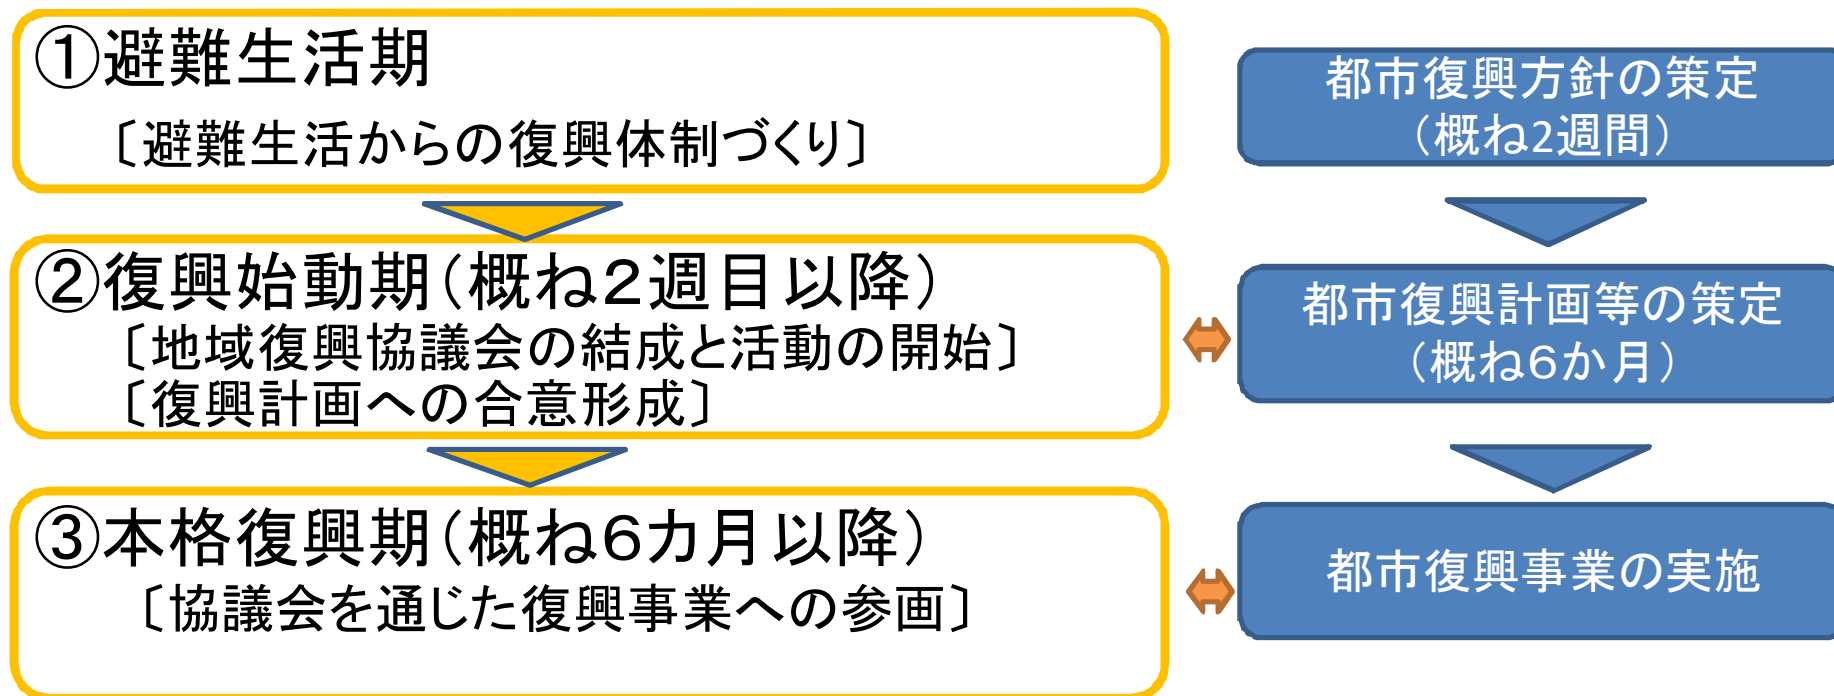 ①避難生活期
〔避難生活からの復興体制づくり〕
②復興始動期(概ね２週目以降)
〔地域復興協議会の結成と活動の開始〕
〔復興計画への合意形成〕
③本格復興期(概ね６カ月以降)
〔協議会を通じた復興事業への参画〕
都市復興方針の策定
(概ね2週間)
都市復興計画等の策定
(概ね６か月)
都市復興事業の実施